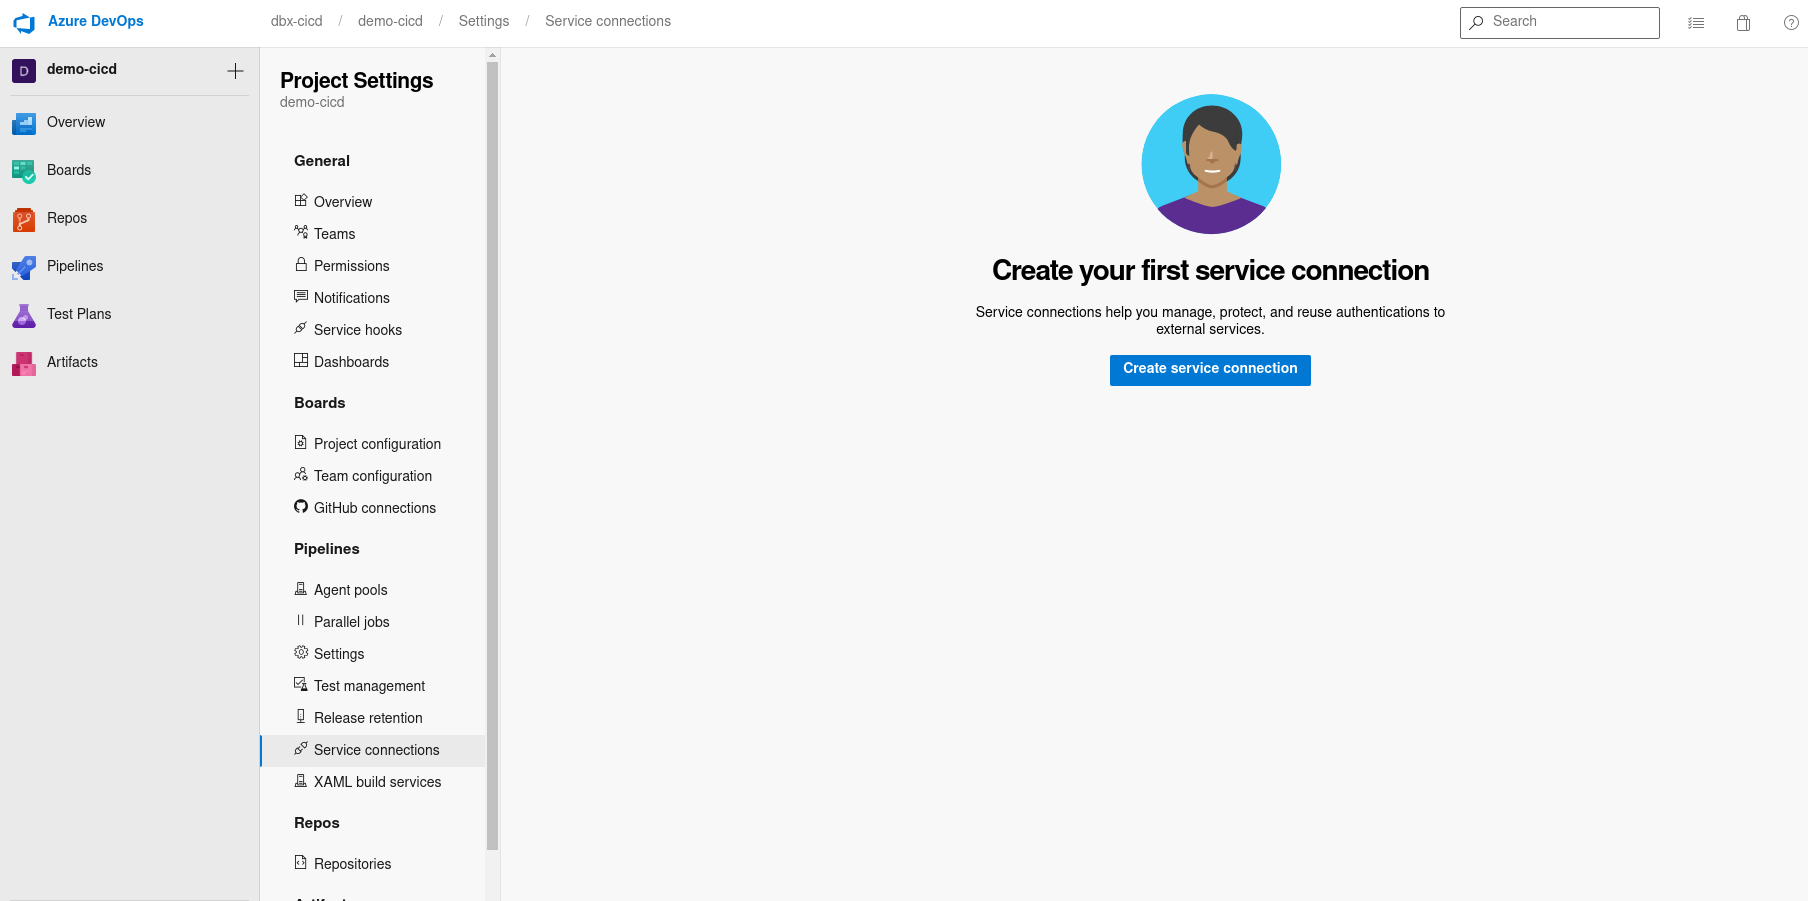 Azure DevOps
dbx-cicd / demo-cicd / Settings / Service connections
Search
D
demo-cicd
Overview
Boards
Repos
Pipelines
Test Plans
Artifacts
Project Settings
demo-cicd
General
Overview
Teams
Permissions
Notifications
Service hooks
Dashboards
Boards
Project configuration
Team configuration
GitHub connections
Pipelines
Agent pools
Parallel jobs
Settings
Test management
Release retention
Service connections
XAML build services
Repos
Repositories
Create your first service connection
Service connections help you manage, protect, and reuse authentications to
external services.
Create service connection